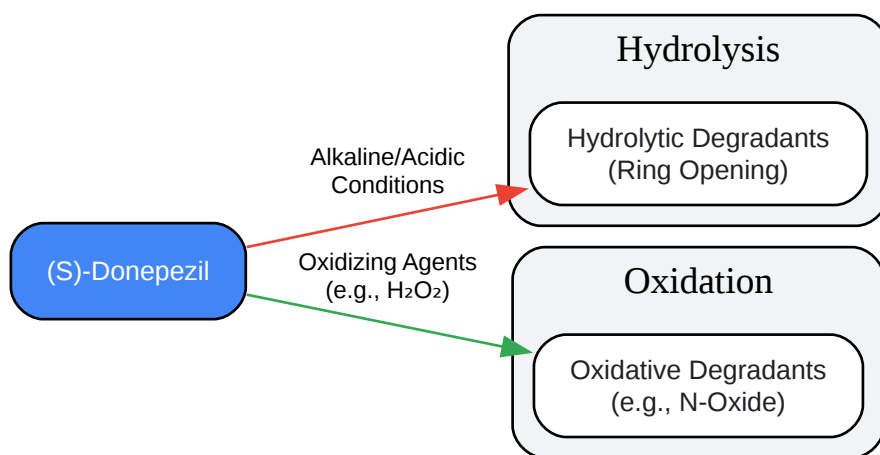 Hydrolysis
Hydrolytic Degradants
(Ring Opening)
Alkaline/Acidic
Conditions
(S)-Donepezil
Oxidizing Agents
(e.g., H₂O₂)
Oxidation
Oxidative Degradants
(e.g., N-Oxide)